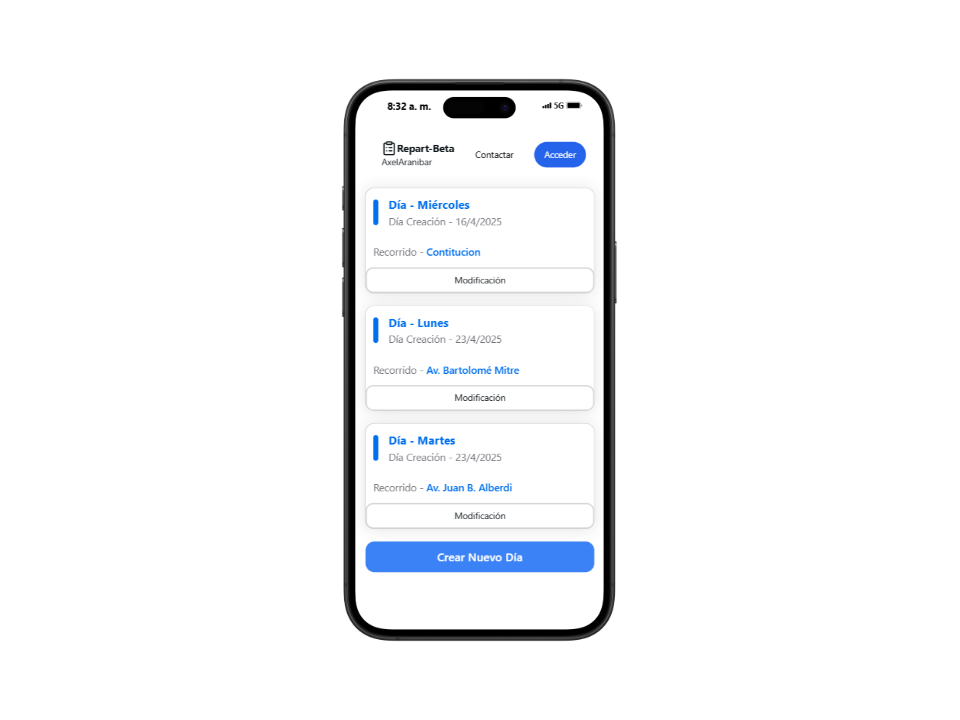 8:32 a. m.
5G
Repart-Beta
AxelAranibar
Contactar
Acceder
Día - Miércoles
Día Creación - 16/4/2025
Recorrido - Contitucion
Modificación
Día - Lunes
Día Creación - 23/4/2025
Recorrido - Av. Bartolomé Mitre
Modificación
Día - Martes
Día Creación - 23/4/2025
Recorrido - Av. Juan B. Alberdi
Modificación
Crear Nuevo Día